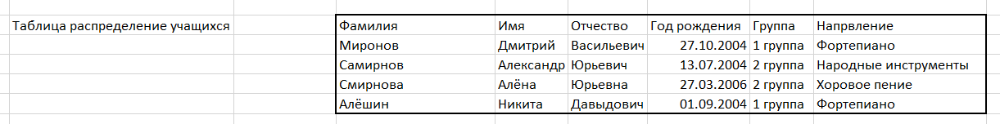 Таблица распределение учащихся Фамилия Имя Отчество Год рождения Группа Напрвление
Миронов Дмитрий Васильевич 27.10.2004 1 группа Фортепиано
Самирнов Александр Юрьевич 13.07.2004 2 группа Народные инструменты
Смирнова Алёна Юрьевна 27.03.2006 2 группа Хоровое пение
Алёшин Никита Давыдович 01.09.2004 1 группа Фортепиано